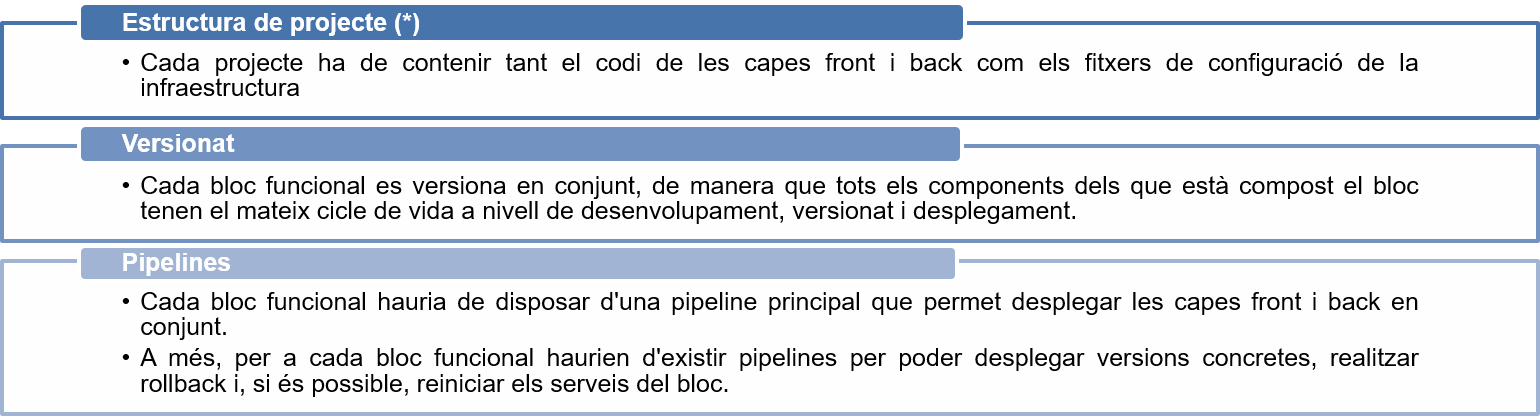 Estructura de projecte (*)
• Cada projecte ha de contenir tant el codi de les capes front i back com els fitxers de configuració de la
infraestructura
Versionat
• Cada bloc funcional es versiona en conjunt, de manera que tots els components dels que està compost el bloc
tenen el mateix cicle de vida a nivell de desenvolupament, versionat i desplegament.
Pipelines
• Cada bloc funcional hauria de disposar d'una pipeline principal que permet desplegar les capes front i back en
conjunt.
• A més, per a cada bloc funcional haurien d'existir pipelines per poder desplegar versions concretes, realitzar
rollback i, si és possible, reiniciar els serveis del bloc.